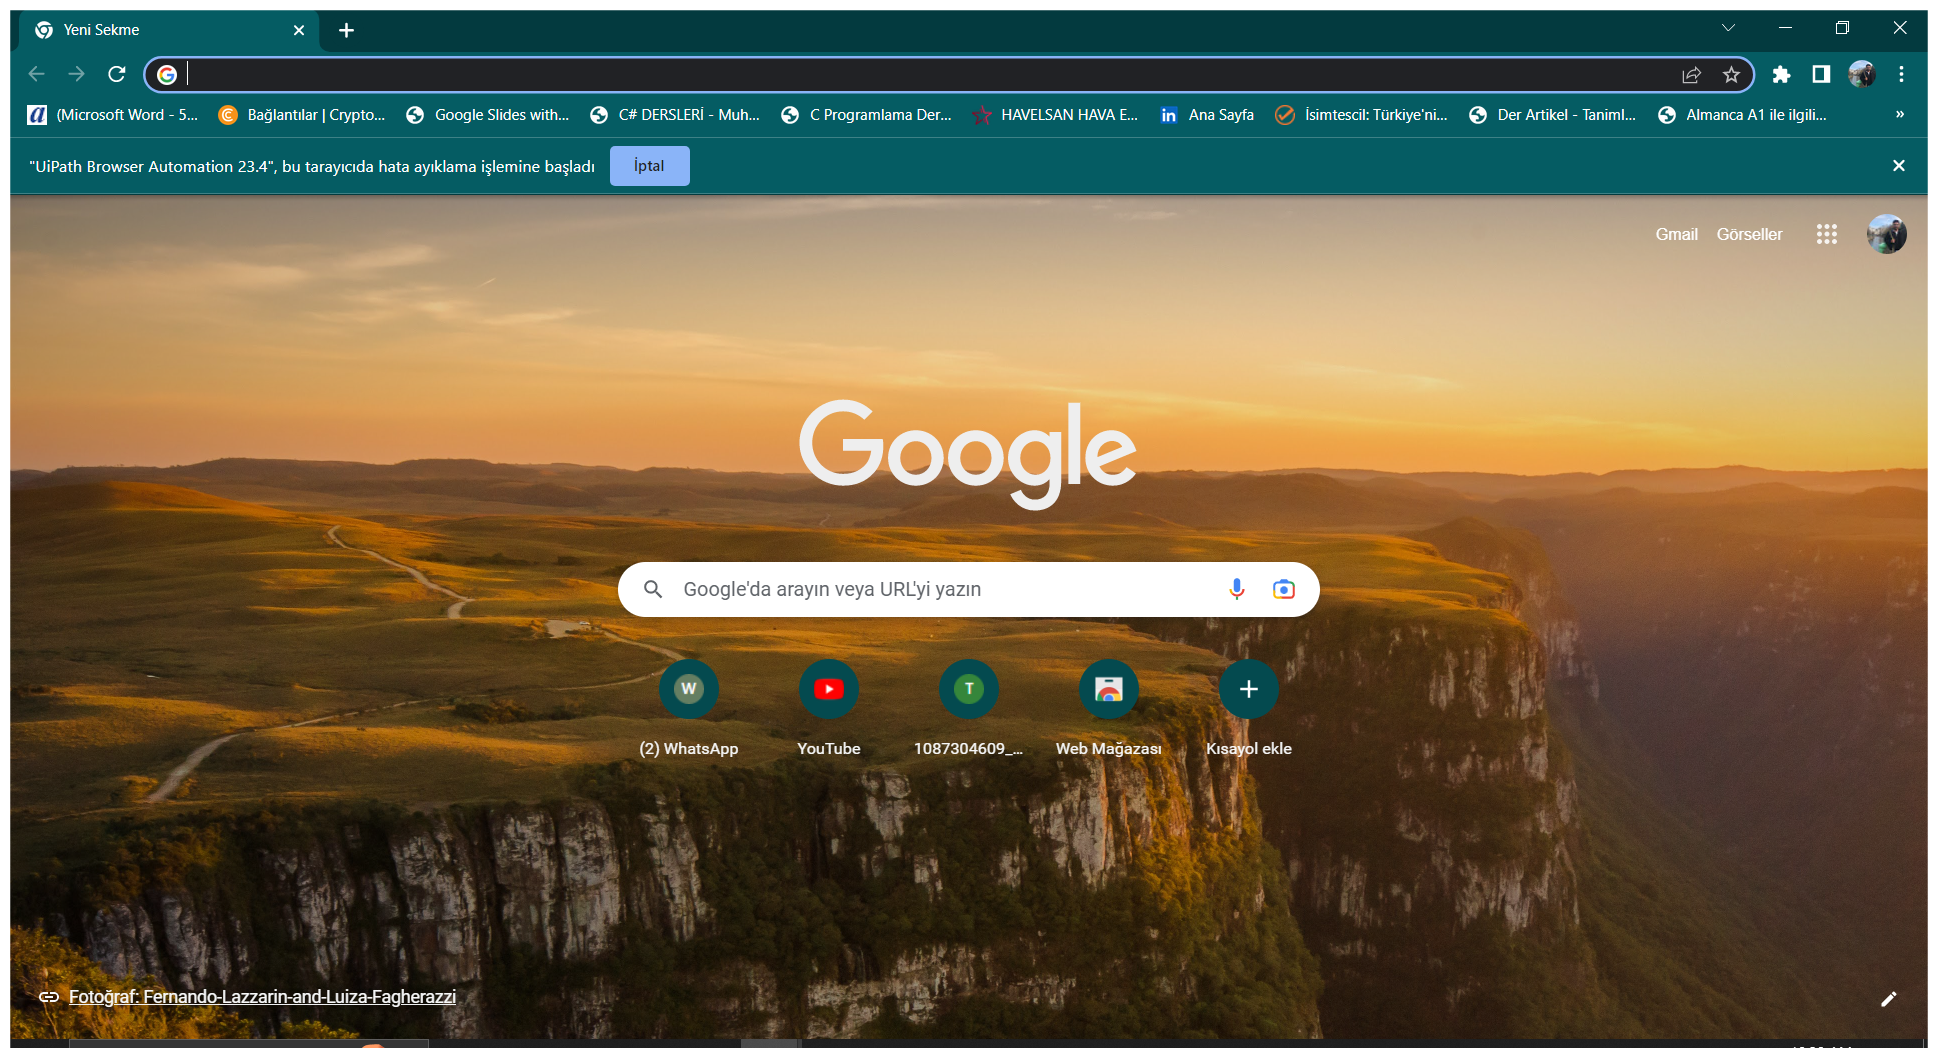 Yeni Sekme
(Microsoft Word - 5... Bağlantılar | Crypto... Google Slides with... C# DERSLERİ - Muh... C Programlama Der... HAVELSAN HAVA E... in Ana Sayfa İsimtescil: Türkiye'ni... Der Artikel - Tanıml... Almanca A1 ile ilgili... »
"UiPath Browser Automation 23.4", bu tarayıcıda hata ayıklama işlemine başladı İptal
Gmail Görseller
Google
Google'da arayın veya URL'yi yazın
W T
(2) WhatsApp YouTube 1087304609_... Web Mağazası Kısayol ekle
Fotoğraf: Fernando-Lazzarin-and-Luiza-Fagherazzi